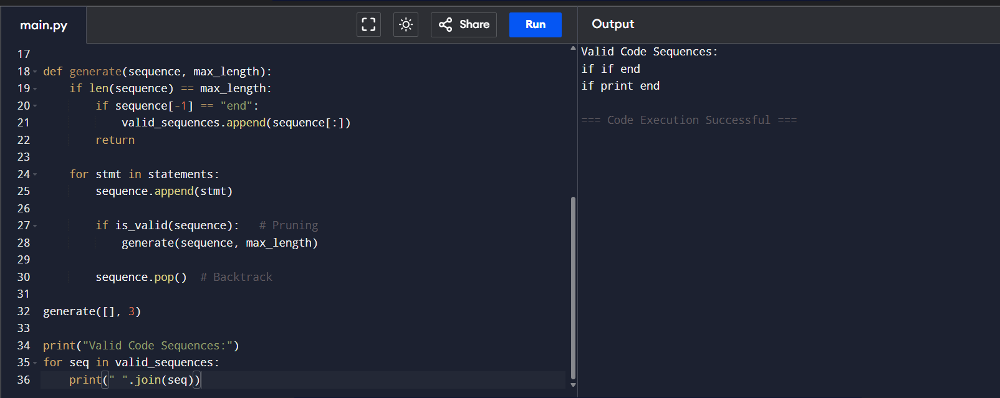 main.py
Share
Run
Output
17
18 def generate(sequence, max_length):
19     if len(sequence) == max_length:
20         if sequence[-1] == "end":
21             valid_sequences.append(sequence[:])
22         return
23
24     for stmt in statements:
25         sequence.append(stmt)
26
27         if is_valid(sequence):   # Pruning
28             generate(sequence, max_length)
29
30         sequence.pop()  # Backtrack
31
32 generate([], 3)
33
34 print("Valid Code Sequences:")
35 for seq in valid_sequences:
36     print(" ".join(seq))
Valid Code Sequences:
if if end
if print end
=== Code Execution Successful ===